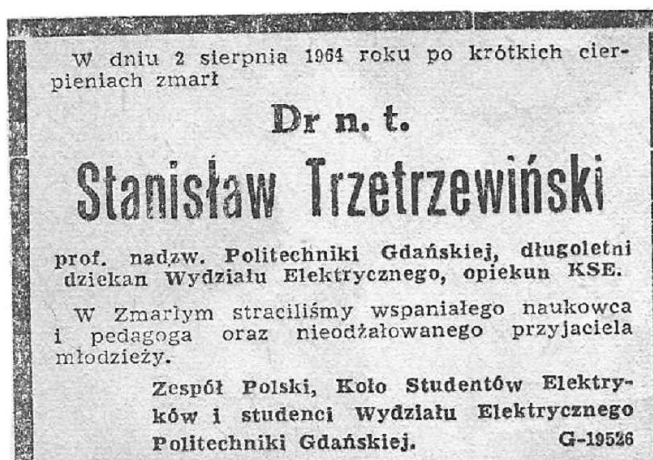 W dniu 2 sierpnia 1964 roku po krótkich cier-
pieniach zmarł
Dr n. t.
Stanisław Trzetrzewiński
prof. nadzw. Politechniki Gdańskiej, długoletni
dziekan Wydziału Elektrycznego, opiekun KSE.
W Zmarłym straciliśmy wspaniałego naukowca
i pedagoga oraz nieodżałowanego przyjaciela
młodzieży.
Zespół Polski, Koło Studentów Elektry-
ków i studenci Wydziału Elektrycznego
Politechniki Gdańskiej. G-19526